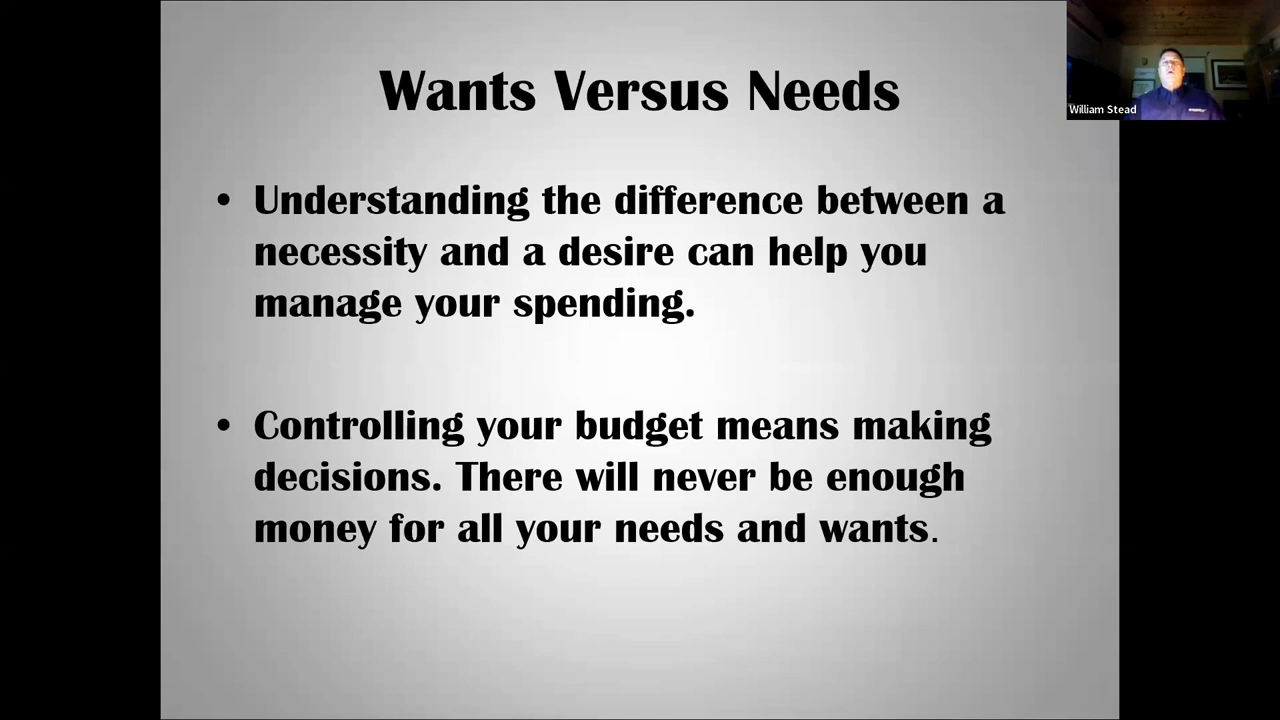 Wants Versus Needs
William Stead
• Understanding the difference between a
necessity and a desire can help you
manage your spending.
• Controlling your budget means making
decisions. There will never be enough
money for all your needs and wants.